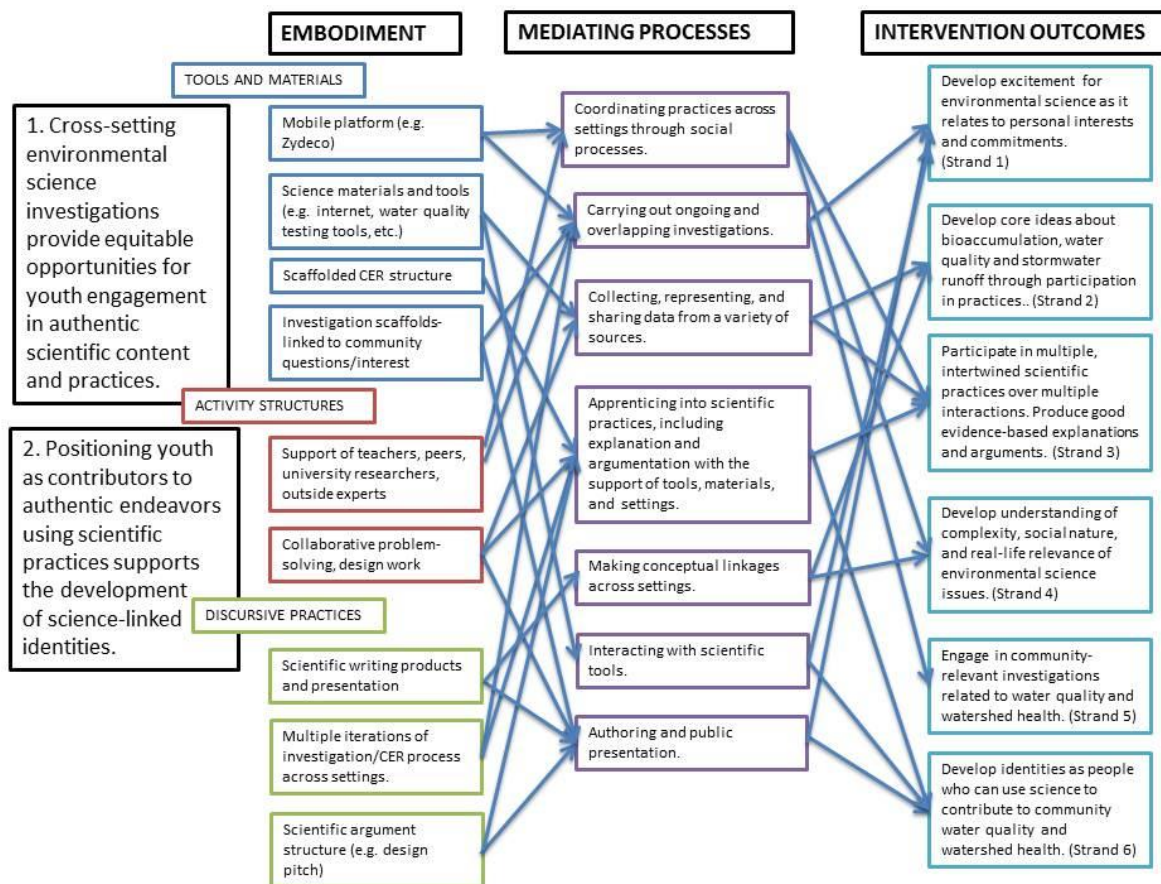 EMBODIMENT
MEDIATING PROCESSES
INTERVENTION OUTCOMES
TOOLS AND MATERIALS
1. Cross-setting
environmental
science
investigations
provide equitable
opportunities for
youth engagement
in authentic
scientific content
and practices.
2. Positioning youth
as contributors to
authentic endeavors
using scientific
practices supports
the development
of science-linked
identities.
Mobile platform (e.g.
Zydeco)
Science materials and tools
(e.g. internet, water quality
testing tools, etc.)
Scaffolded CER structure
Investigation scaffolds-
linked to community
questions/interest
ACTIVITY STRUCTURES
Support of teachers, peers,
university researchers,
outside experts
Collaborative problem-
solving, design work
DISCURSIVE PRACTICES
Scientific writing products
and presentation
Multiple iterations of
investigation/CER process
across settings.
Scientific argument
structure (e.g. design
pitch)
Coordinating practices across
settings through social
processes.
Carrying out ongoing and
overlapping investigations.
Collecting, representing, and
sharing data from a variety of
sources.
Apprenticing into scientific
practices, including
explanation and
argumentation with the
support of tools, materials,
and settings.
Making conceptual linkages
across settings.
Interacting with scientific
tools.
Authoring and public
presentation.
Develop excitement for
environmental science as it
relates to personal interests
and commitments.
(Strand 1)
Develop core ideas about
bioaccumulation, water
quality and stormwater
runoff through participation
in practices.. (Strand 2)
Participate in multiple,
intertwined scientific
practices over multiple
interactions. Produce good
evidence-based explanations
and arguments. (Strand 3)
Develop understanding of
complexity, social nature,
and real-life relevance of
environmental science
issues. (Strand 4)
Engage in community-
relevant investigations
related to water quality and
watershed health. (Strand 5)
Develop identities as people
who can use science to
contribute to community
water quality and
watershed health. (Strand 6)